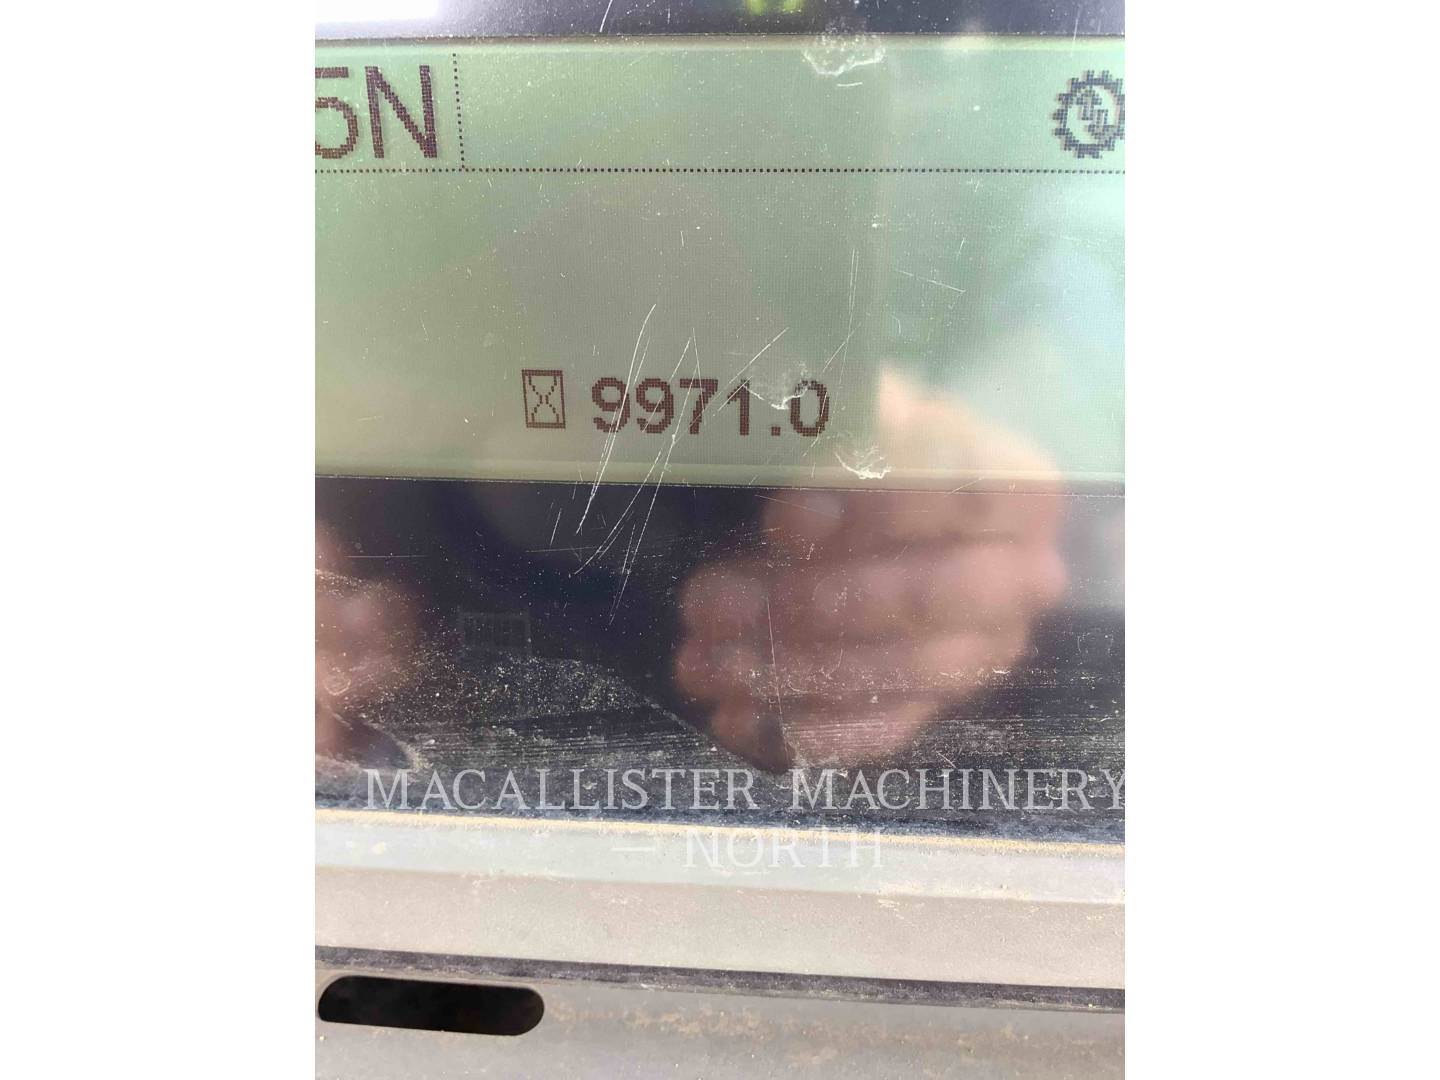 5N
9971.0
MACALLISTER MACHINERY
— NORTH